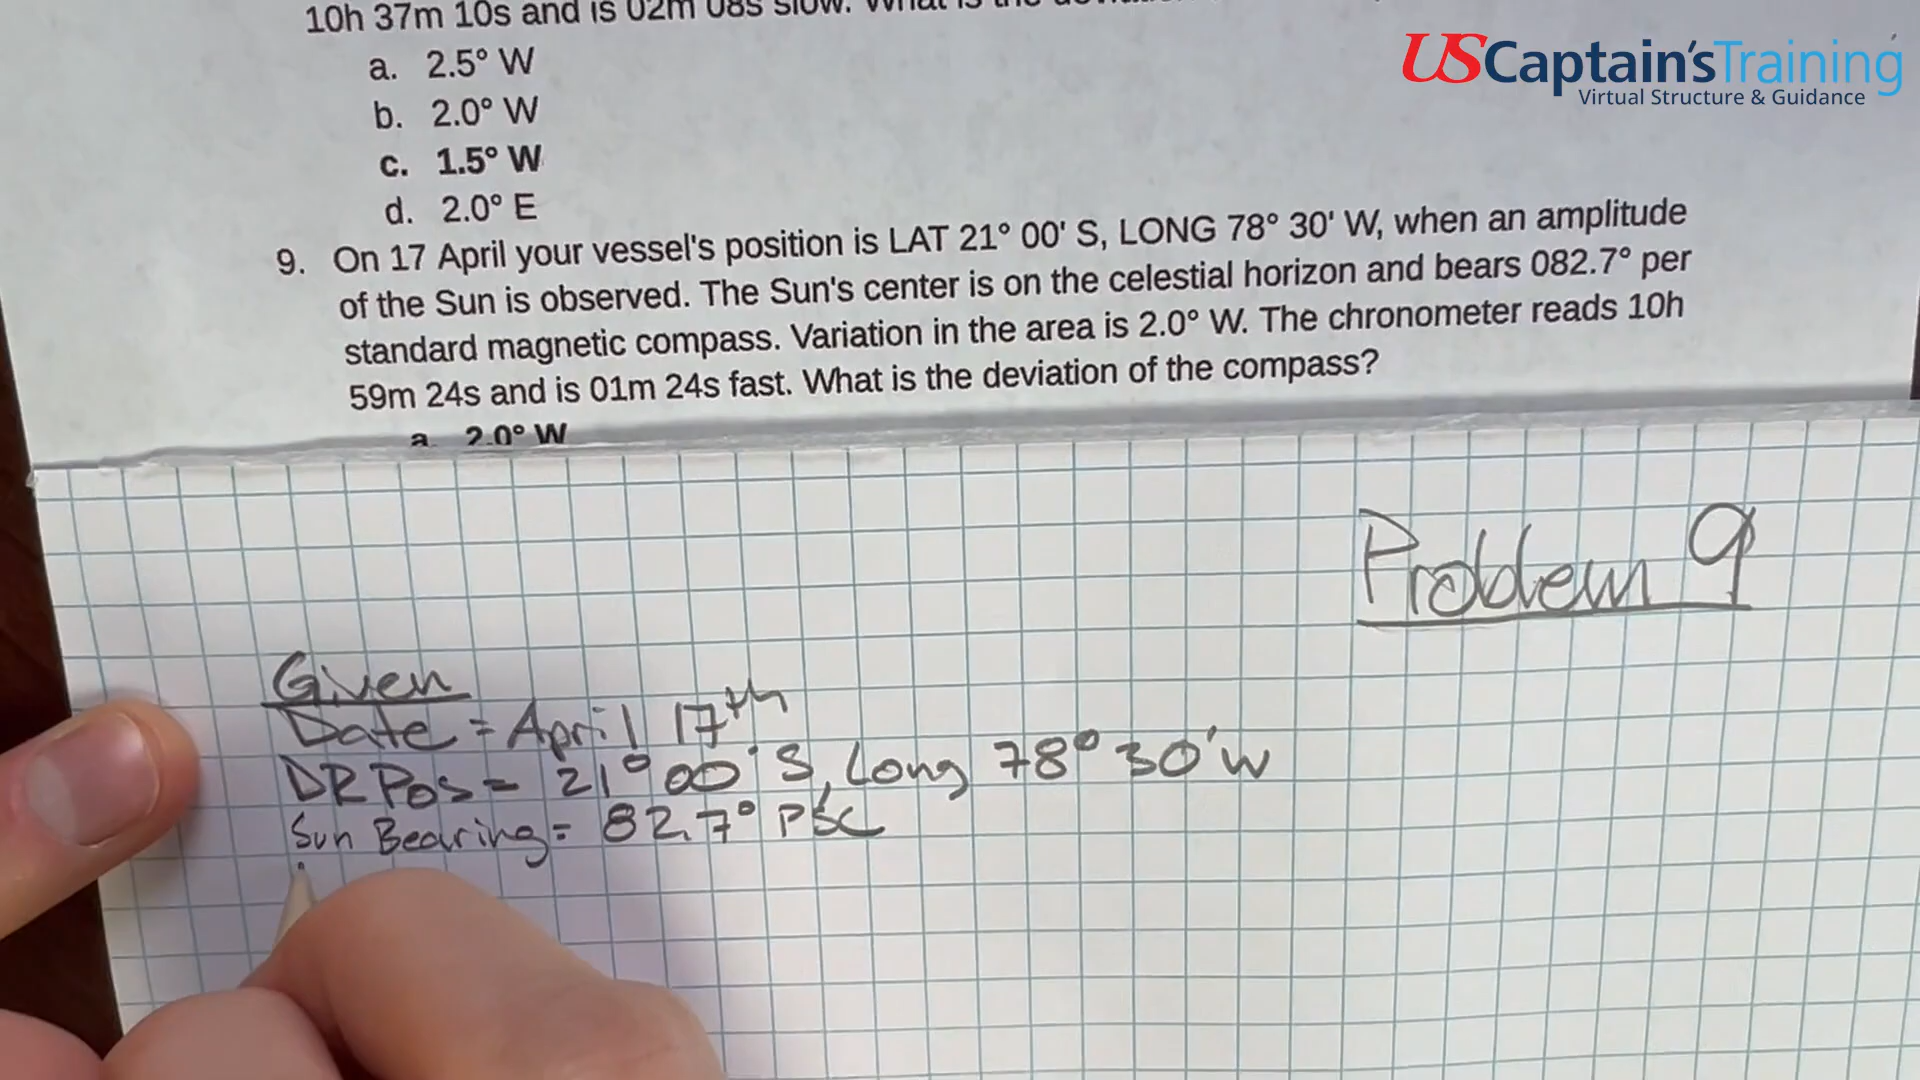 10h 37m 10s and is 02m 08s slow. What is the
a. 2.5° W
b. 2.0° W
c. 1.5° W
d. 2.0° E
9. On 17 April your vessel's position is LAT 21° 00' S, LONG 78° 30' W, when an amplitude
of the Sun is observed. The Sun's center is on the celestial horizon and bears 082.7° per
standard magnetic compass. Variation in the area is 2.0° W. The chronometer reads 10h
59m 24s and is 01m 24s fast. What is the deviation of the compass?
a. 2.0° W
USCaptain'sTraining
Virtual Structure & Guidance
Problem 9
Given
Date = April 17th
DR Pos = 21° 00' S, Long 78° 30' W
Sun Bearing = 82.7° PSC